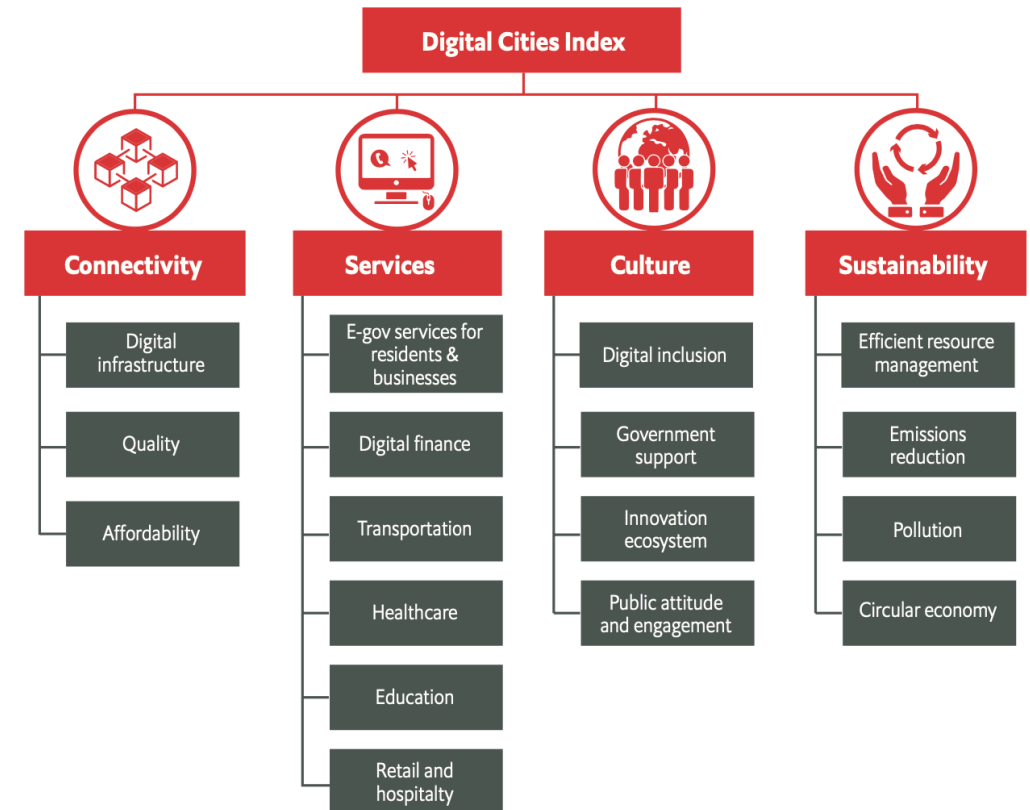 Digital Cities Index
Connectivity
Digital
infrastructure
Quality
Affordability
Services
E-gov services for
residents &
businesses
Digital finance
Transportation
Healthcare
Education
Retail and
hospitalty
Culture
Digital inclusion
Government
support
Innovation
ecosystem
Public attitude
and engagement
Sustainability
Efficient resource
management
Emissions
reduction
Pollution
Circular economy